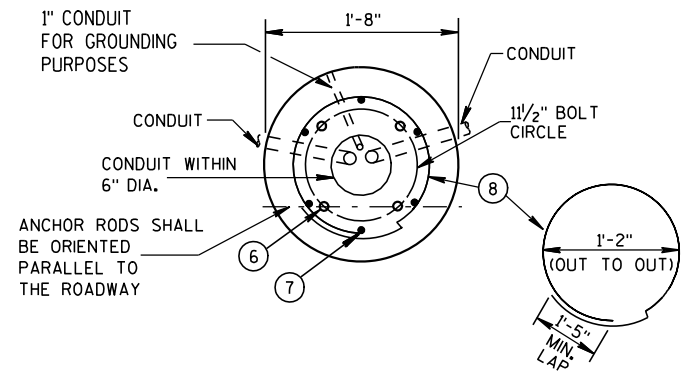 1" CONDUIT
FOR GROUNDING
PURPOSES
1'-8"
CONDUIT
CONDUIT
11½" BOLT
CIRCLE
CONDUIT WITHIN
6" DIA.
8
ANCHOR RODS SHALL
BE ORIENTED
PARALLEL TO
THE ROADWAY
6
7
1'-2"
(OUT TO OUT)
1'-5"
MIN.
LAP